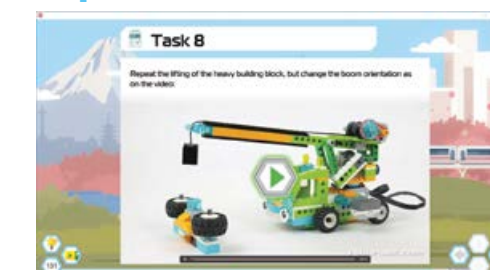 Task 8
Repeat the lifting of the heavy building block, but change the boom orientation as
on the video:
191